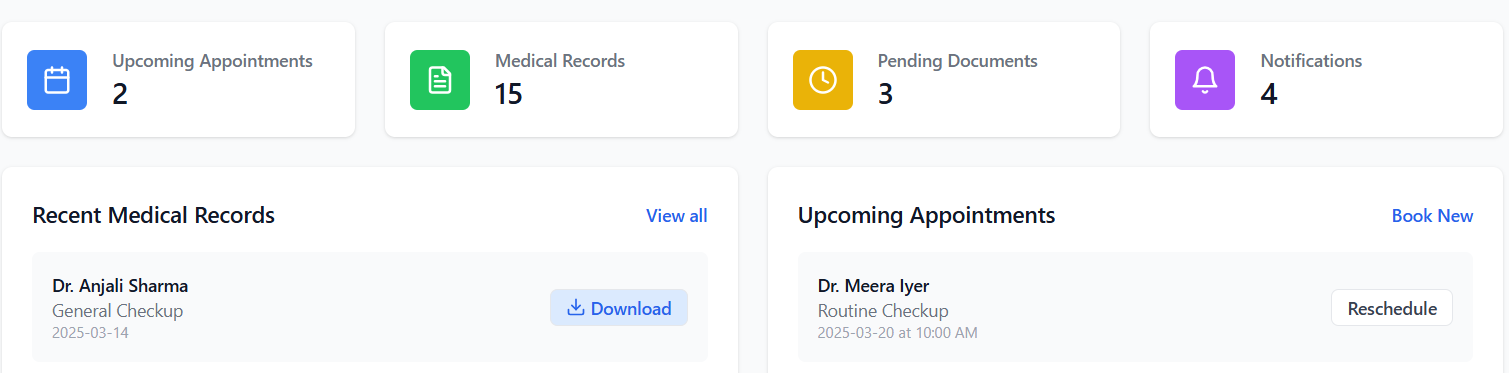 Upcoming Appointments
2
Medical Records
15
Pending Documents
3
Notifications
4
Recent Medical Records
View all
Dr. Anjali Sharma
General Checkup
2025-03-14
Download
Upcoming Appointments
Book New
Dr. Meera Iyer
Routine Checkup
2025-03-20 at 10:00 AM
Reschedule